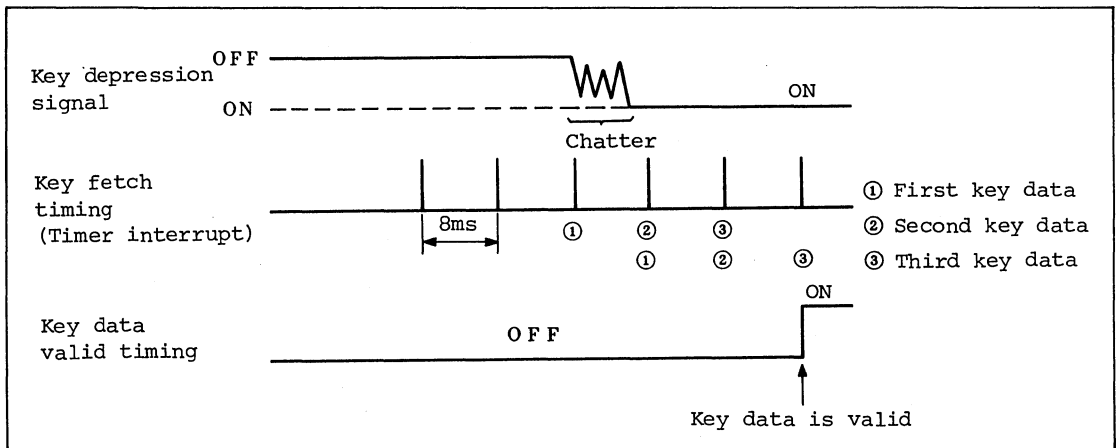 OFF
Key depression
signal
ON
ON
Chatter
Key fetch
timing
(Timer interrupt)
8ms
① ② ③
① ② ③
① First key data
② Second key data
③ Third key data
ON
Key data
valid timing
OFF
Key data is valid